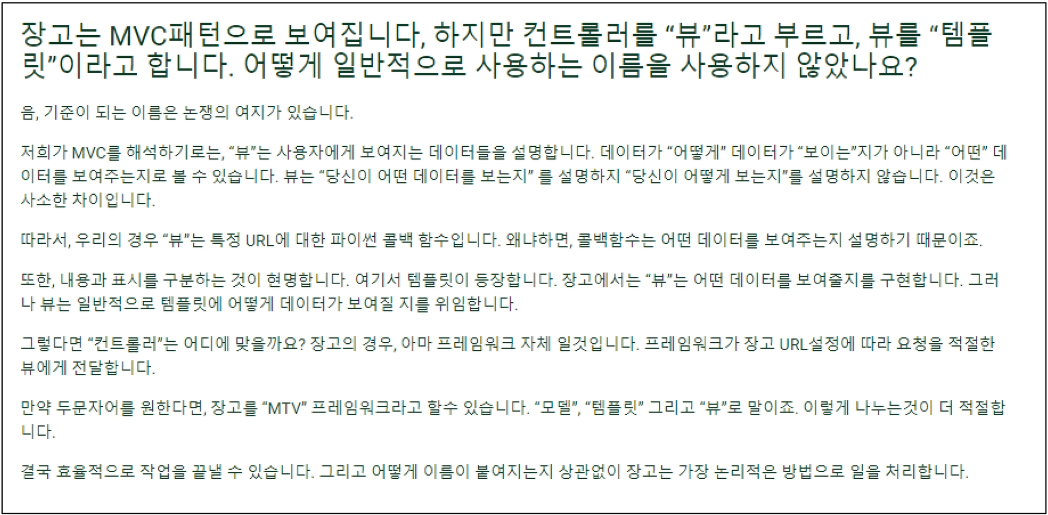 장고는 MVC패턴으로 보여집니다, 하지만 컨트롤러를 “뷰”라고 부르고, 뷰를 “템플
릿”이라고 합니다. 어떻게 일반적으로 사용하는 이름을 사용하지 않았나요?
음, 기준이 되는 이름은 논쟁의 여지가 있습니다.
저희가 MVC를 해석하기로는, “뷰”는 사용자에게 보여지는 데이터들을 설명합니다. 데이터가 “어떻게” 데이터가 “보이는”지가 아니라 “어떤” 데
이터를 보여주는지로 볼 수 있습니다. 뷰는 “당신이 어떤 데이터를 보는지” 를 설명하지 “당신이 어떻게 보는지”를 설명하지 않습니다. 이것은
사소한 차이입니다.
따라서, 우리의 경우 “뷰”는 특정 URL에 대한 파이썬 콜백 함수입니다. 왜냐하면, 콜백함수는 어떤 데이터를 보여주는지 설명하기 때문이죠.
또한, 내용과 표시를 구분하는 것이 현명합니다. 여기서 템플릿이 등장합니다. 장고에서는 “뷰”는 어떤 데이터를 보여줄지를 구현합니다. 그러
나 뷰는 일반적으로 템플릿에 어떻게 데이터가 보여질 지를 위임합니다.
그렇다면 “컨트롤러”는 어디에 맞을까요? 장고의 경우, 아마 프레임워크 자체 일것입니다. 프레임워크가 장고 URL설정에 따라 요청을 적절한
뷰에게 전달합니다.
만약 두문자어를 원한다면, 장고를 “MTV” 프레임워크라고 할수 있습니다. “모델”, “템플릿” 그리고 “뷰”로 말이죠. 이렇게 나누는것이 더 적절합
니다.
결국 효율적으로 작업을 끝낼 수 있습니다. 그리고 어떻게 이름이 붙여지는지 상관없이 장고는 가장 논리적은 방법으로 일을 처리합니다.